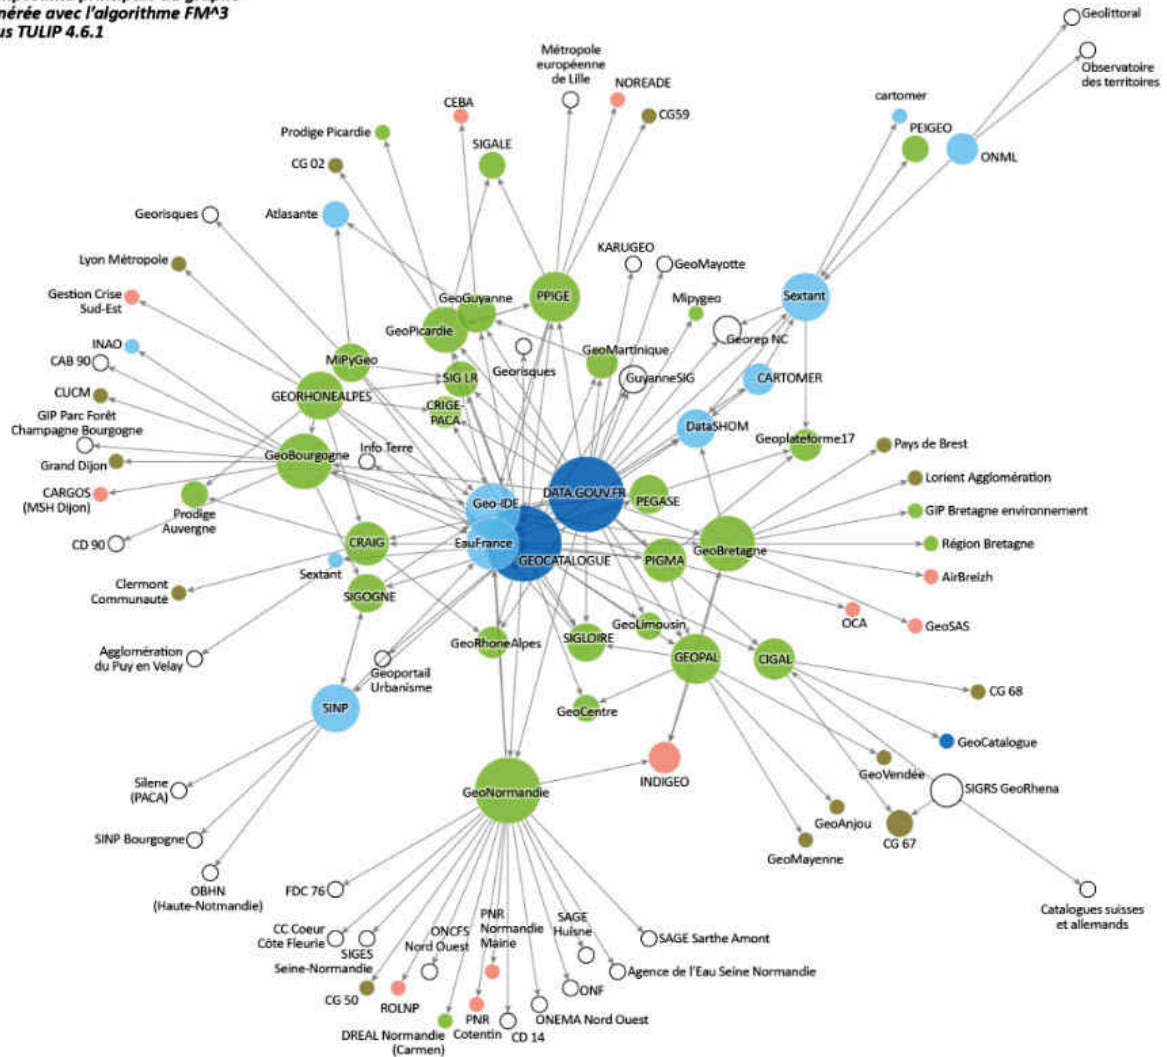 nérée avec l'algorithme FM^3
us TULIP 4.6.1
Geolittoral
Observatoire
des territoires
Métropole
européenne
de Lille
NOREADE
CG59
cartomer
PEIGEO
ONML
CEBA
Prodige Picardie
SIGALE
CG 02
Atlasante
Georisques
KARUGEO
GeoMayotte
Lyon Métropole
Gestion Crise
Sud-Est
GeoGuyanne
PPIGE
Mipygeo
Sextant
GeoPicardie
Georep NC
INAO
CAB 90
MiPyGeo
Georisques
GeoMartinique
SIG LR
GuyanneSIG
CARTOMER
CUCM
GEORHONEALPES
CRIGE-
PACA
GIP Parc Forêt
Champagne Bourgogne
DataSHOM
Geoplateforme17
Pays de Brest
Info Terre
GeoBourgogne
Grand Dijon
Lorient Agglomération
CARGOS
(MSH Dijon)
Prodige
Auvergne
Geo-IDE
DATA.GOUV.FR
PEGASE
GIP Bretagne environnement
CD 90
CRAIG
EauFrance
GEOCATALOGUE
PIGMA
GeoBretagne
Région Bretagne
Sextant
AirBreizh
Clermont
Communauté
SIGOGNE
OCA
GeoSAS
GeoLimousin
GeoRhoneAlpes
SIGLOIRE
GEOPAL
CIGAL
Agglomération
du Puy en Velay
Geoportail
Urbanisme
CG 68
SINP
GeoCentre
GeoCatalogue
INDIGEO
GeoVendée
Silene
(PACA)
GeoNormandie
SIGRS GeoRhena
GeoAnjou
CG 67
SINP Bourgogne
GeoMayenne
OBHN
(Haute-Notmandie)
FDC 76
Catalogues suisses
et allemands
CC Coeur
Côte Fleurie
SIGES
Seine-Normandie
ONCFS
Nord Ouest
PNR
Normandie
Maine
SAGE
Huisne
SAGE Sarthe Amont
Agence de l'Eau Seine Normandie
CG 50
ROLNP
ONF
PNR
Cotentin
ONEMA Nord Ouest
DREAL Normandie
(Carmen)
CD 14